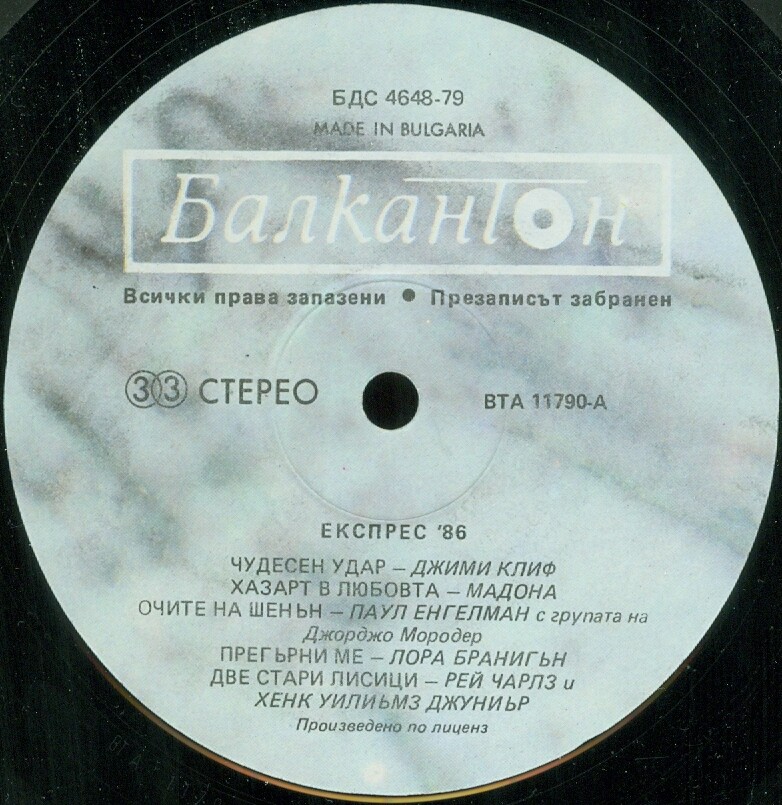 БДС 4648-79
MADE IN BULGARIA
Балкантон
Всички права запазени ● Презаписът забранен
33 СТЕРЕО ВТА 11790-А
ЕКСПРЕС '86
ЧУДЕСЕН УДАР – ДЖИМИ КЛИФ
ХАЗАРТ В ЛЮБОВТА – МАДОНА
ОЧИТЕ НА ШЕНЪН – ПАУЛ ЕНГЕЛМАН с групата на
Джорджо Мородер
ПРЕГЪРНИ МЕ – ЛОРА БРАНИГЪН
ДВЕ СТАРИ ЛИСИЦИ – РЕЙ ЧАРЛЗ и
ХЕНК УИЛИЬМЗ ДЖУНИЪР
Произведено по лиценз